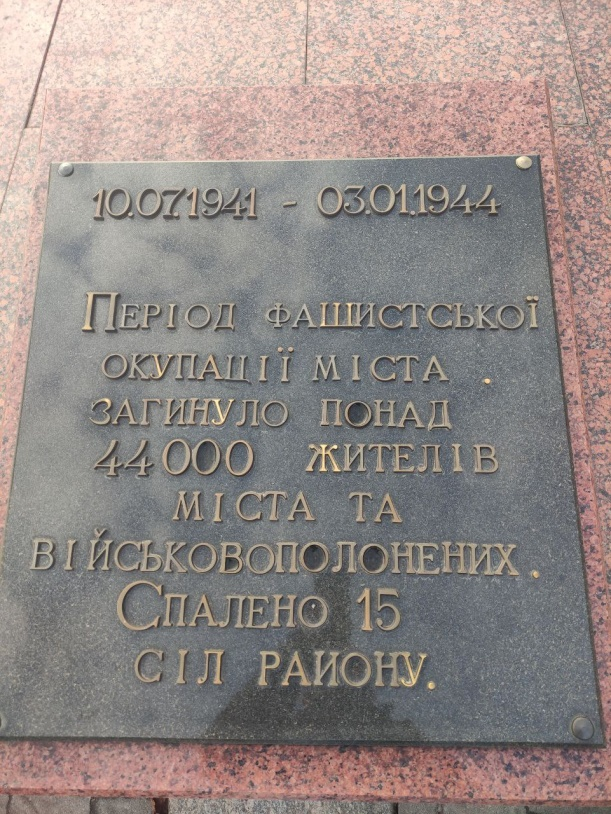 10.07.1941 - 03.01.1944
Період фашистської
окупації міста.
загинуло понад
44000 жителів
міста та
військовополонених.
Спалено 15
сіл району.